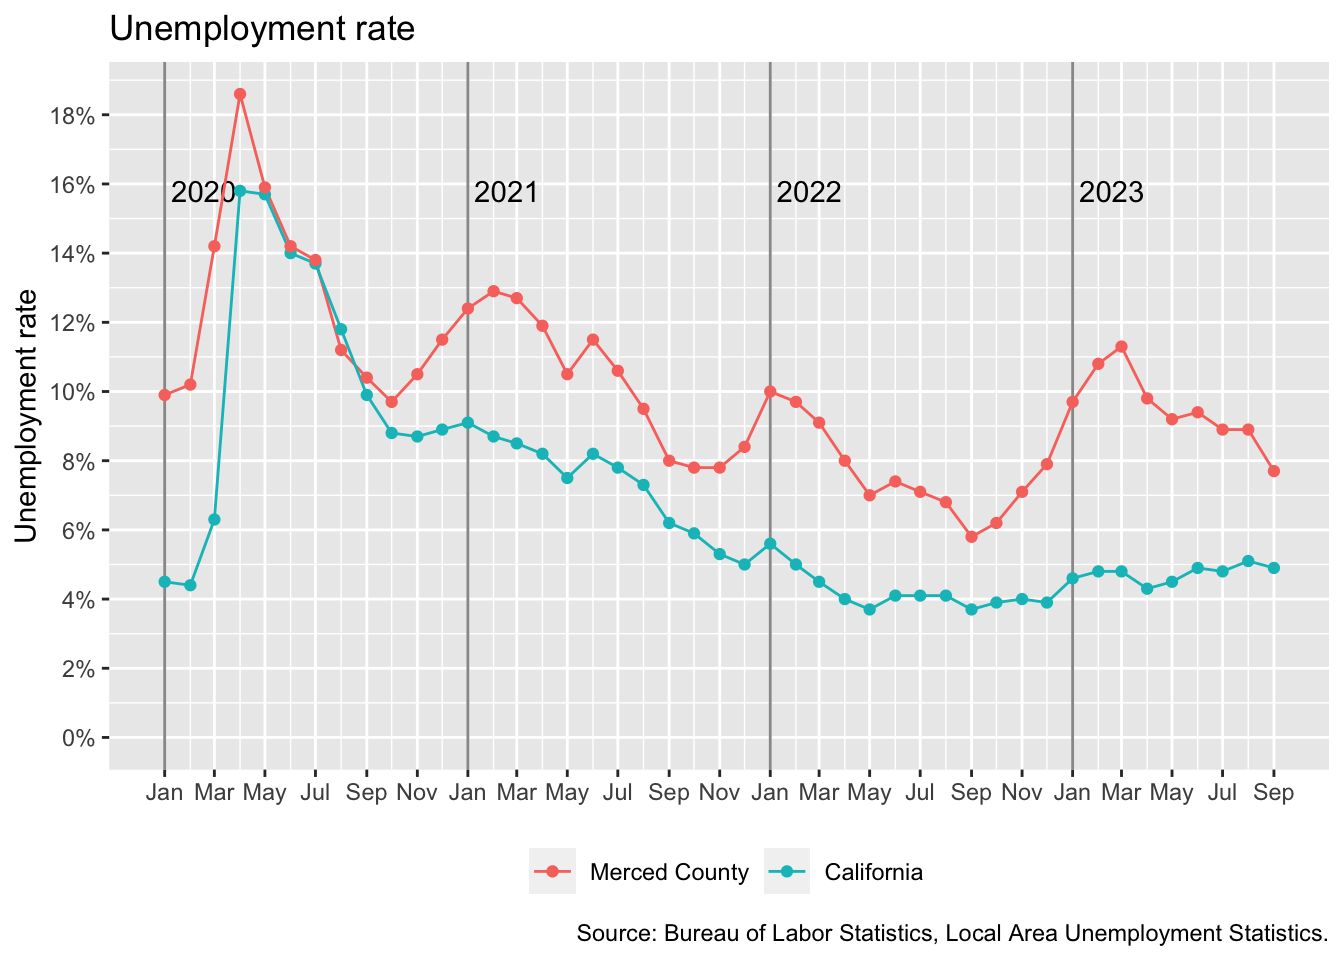 Unemployment rate
18%
16%
14%
12%
10%
8%
6%
4%
2%
0%
Unemployment rate
2020 2021 2022 2023
Jan Mar May Jul Sep Nov Jan Mar May Jul Sep Nov Jan Mar May Jul Sep Nov Jan Mar May Jul Sep
Merced County California
Source: Bureau of Labor Statistics, Local Area Unemployment Statistics.